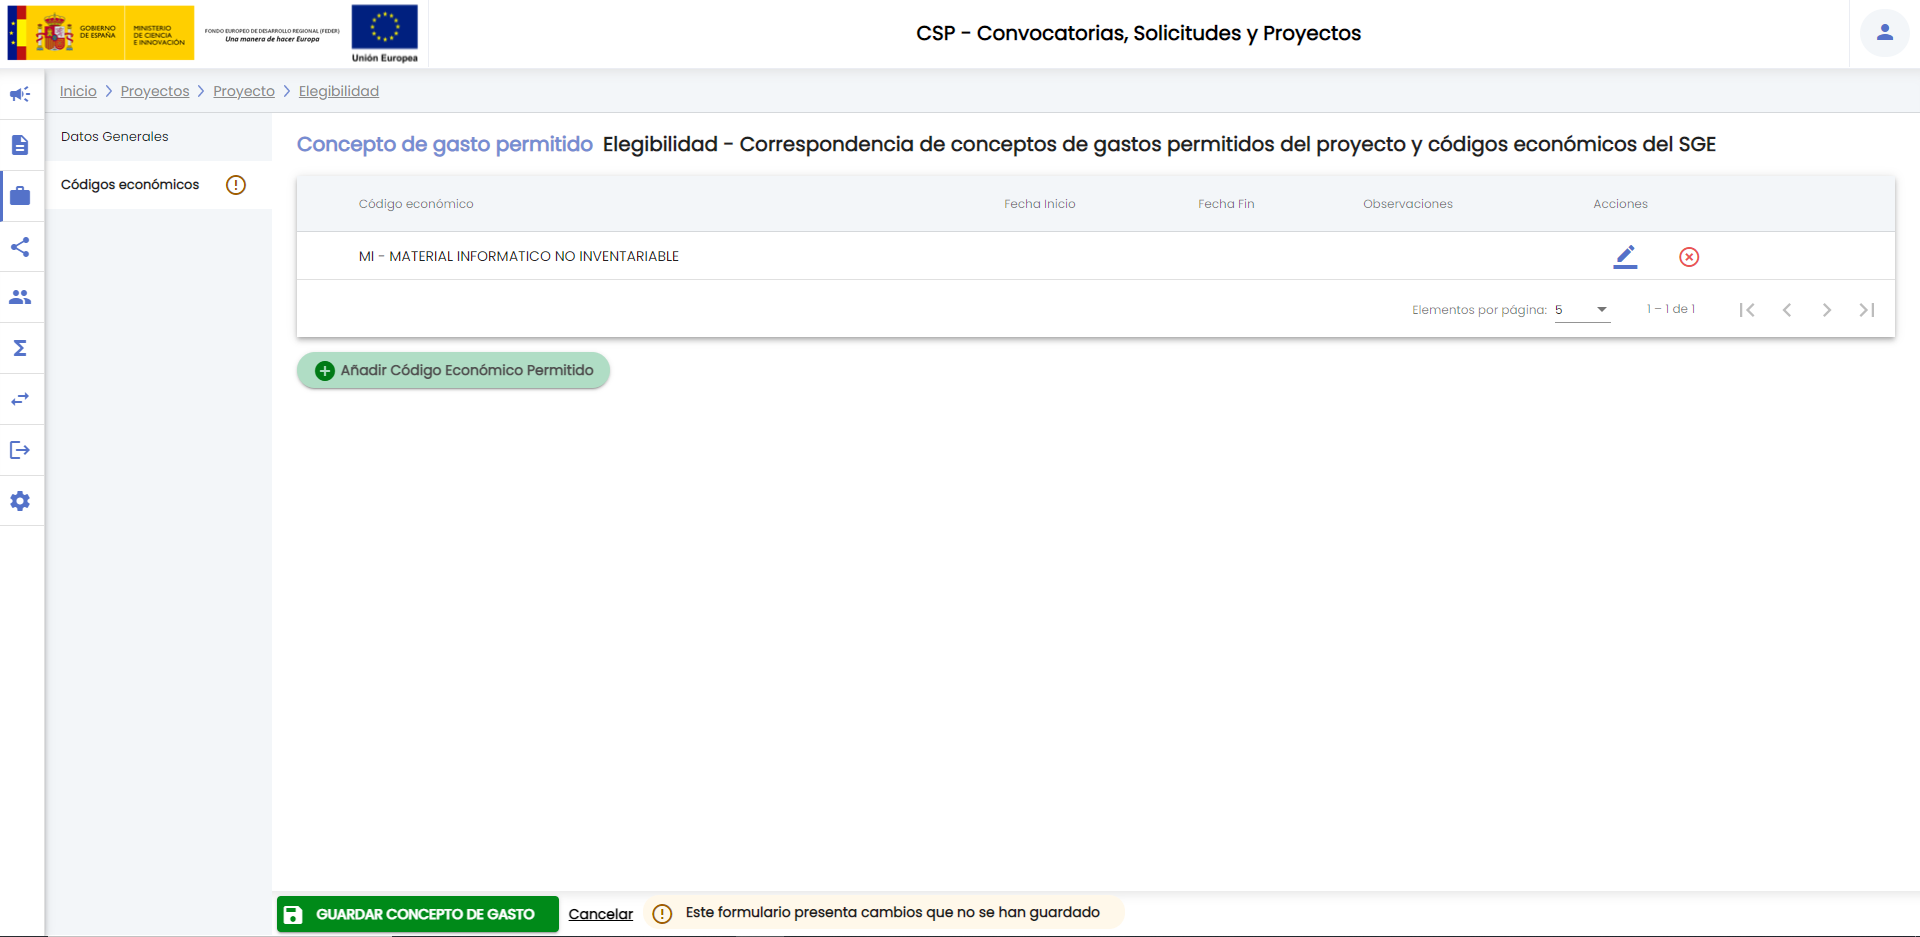 GOBIERNO
DE ESPAÑA
MINISTERIO
DE CIENCIA
E INNOVACIÓN
FONDO EUROPEO DE DESARROLLO REGIONAL (FEDER)
Una manera de hacer Europa
Unión Europea
CSP - Convocatorias, Solicitudes y Proyectos
Inicio Proyectos Proyecto Elegibilidad
Datos Generales
Códigos económicos
Concepto de gasto permitido Elegibilidad - Correspondencia de conceptos de gastos permitidos del proyecto y códigos económicos del SGE
Código económico Fecha Inicio Fecha Fin Observaciones Acciones
MI - MATERIAL INFORMATICO NO INVENTARIABLE
Elementos por página: 5 1 – 1 de 1
Añadir Código Económico Permitido
GUARDAR CONCEPTO DE GASTO Cancelar Este formulario presenta cambios que no se han guardado